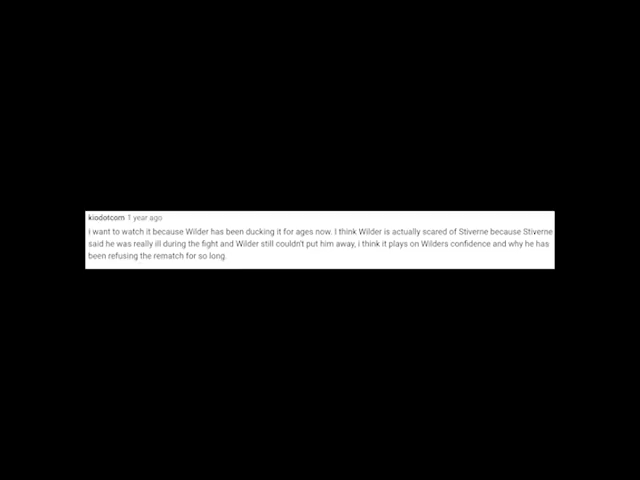 kiodotcom 1 year ago
I want to watch it because Wilder has been ducking it for ages now. I think Wilder is actually scared of Stiverne because Stiverne
said he was really ill during the fight and Wilder still couldn't put him away, i think it plays on Wilders confidence and why he has
been refusing the rematch for so long.